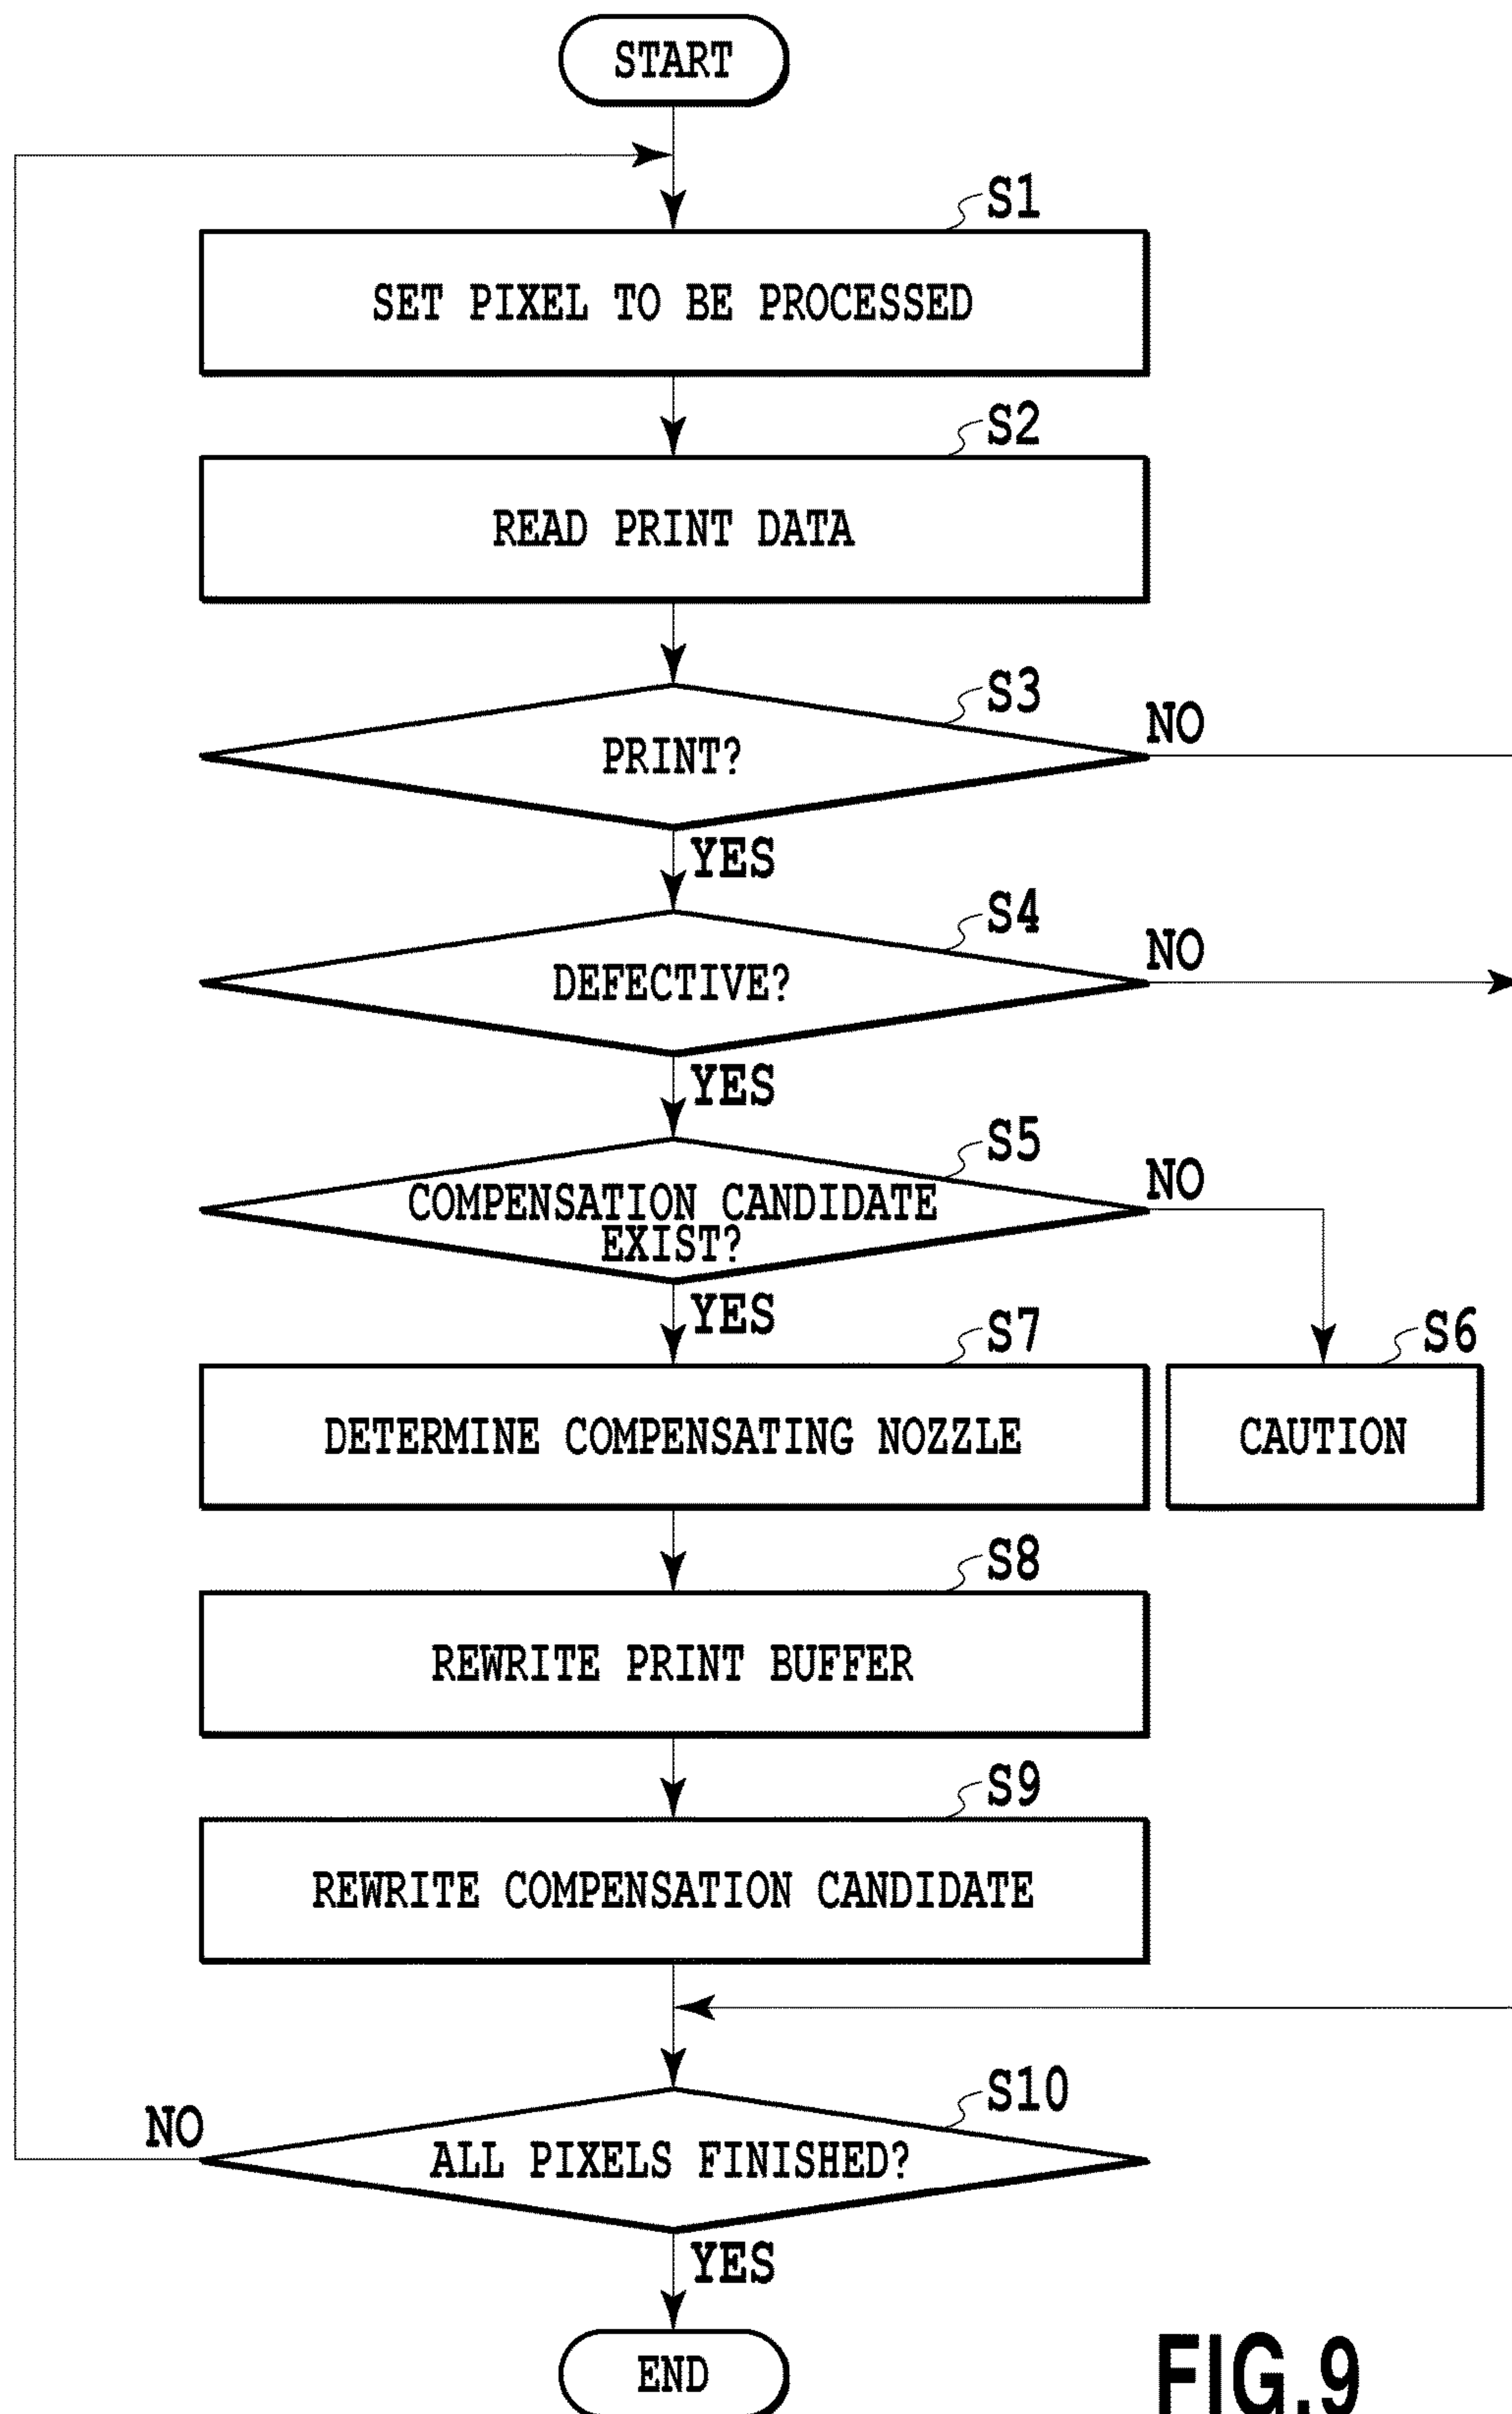 START
S1
SET PIXEL TO BE PROCESSED
S2
READ PRINT DATA
S3
PRINT?
NO
YES
S4
DEFECTIVE?
NO
YES
S5
COMPENSATION CANDIDATE
EXIST?
NO
YES
S7
DETERMINE COMPENSATING NOZZLE
S6
CAUTION
S8
REWRITE PRINT BUFFER
S9
REWRITE COMPENSATION CANDIDATE
S10
ALL PIXELS FINISHED?
NO
YES
END
FIG.9